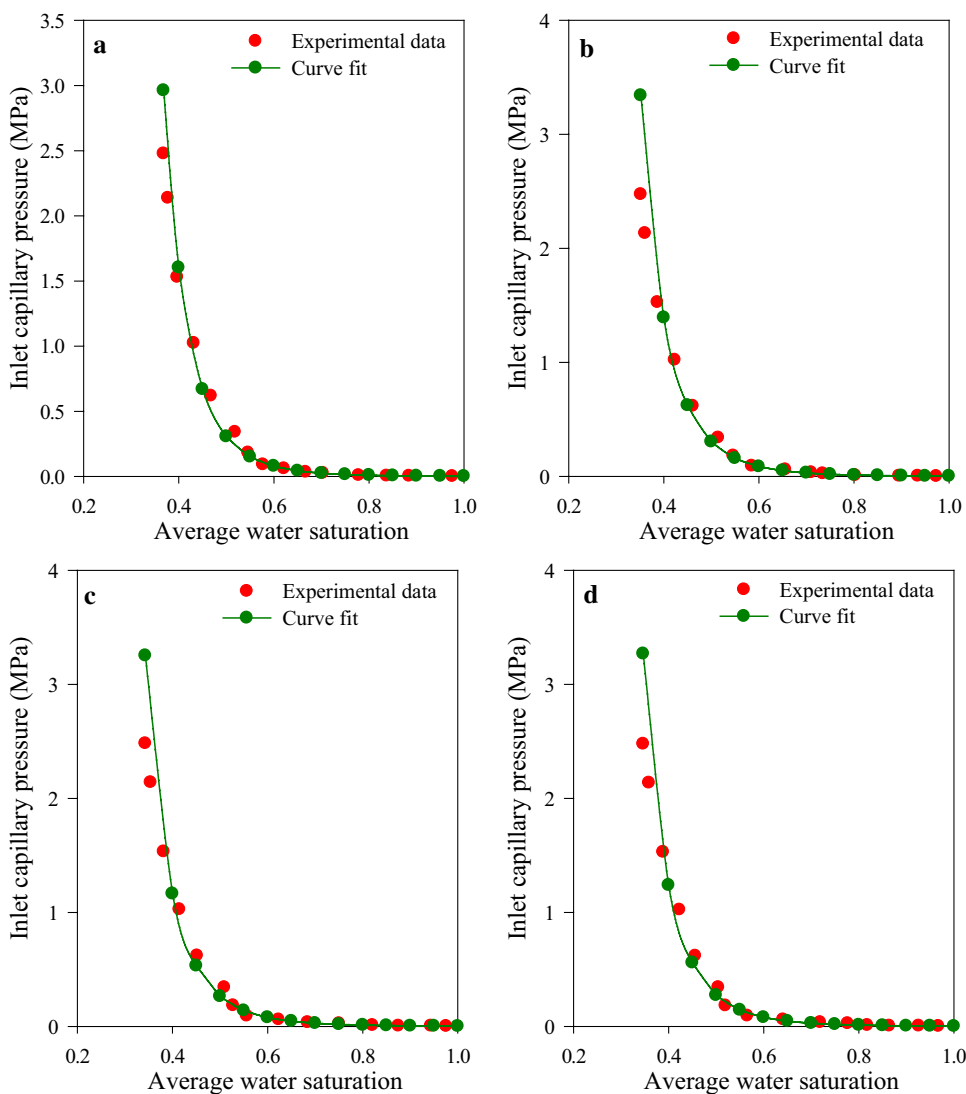 a
Experimental data
Curve fit
Inlet capillary pressure (MPa)
3.5
3.0
2.5
2.0
1.5
1.0
0.5
0.0
0.2 0.4 0.6 0.8 1.0
Average water saturation
b
Experimental data
Curve fit
Inlet capillary pressure (MPa)
4
3
2
1
0
0.2 0.4 0.6 0.8 1.0
Average water saturation
c
Experimental data
Curve fit
Inlet capillary pressure (MPa)
4
3
2
1
0
0.2 0.4 0.6 0.8 1.0
Average water saturation
d
Experimental data
Curve fit
Inlet capillary pressure (MPa)
4
3
2
1
0
0.2 0.4 0.6 0.8 1.0
Average water saturation